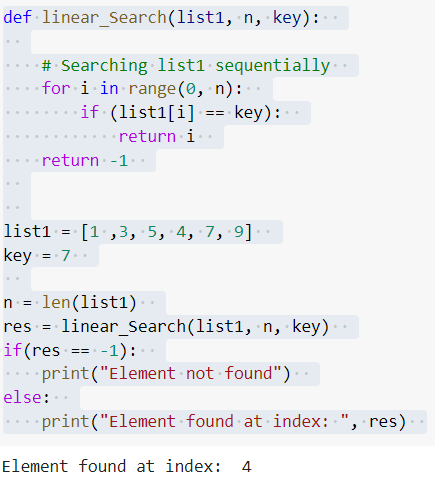 def linear_Search(list1, n, key):

    # Searching list1 sequentially
    for i in range(0, n):
        if (list1[i] == key):
            return i
    return -1


list1 = [1 ,3, 5, 4, 7, 9]
key = 7

n = len(list1)
res = linear_Search(list1, n, key)
if(res == -1):
    print("Element not found")
else:
    print("Element found at index: ", res)
Element found at index:  4